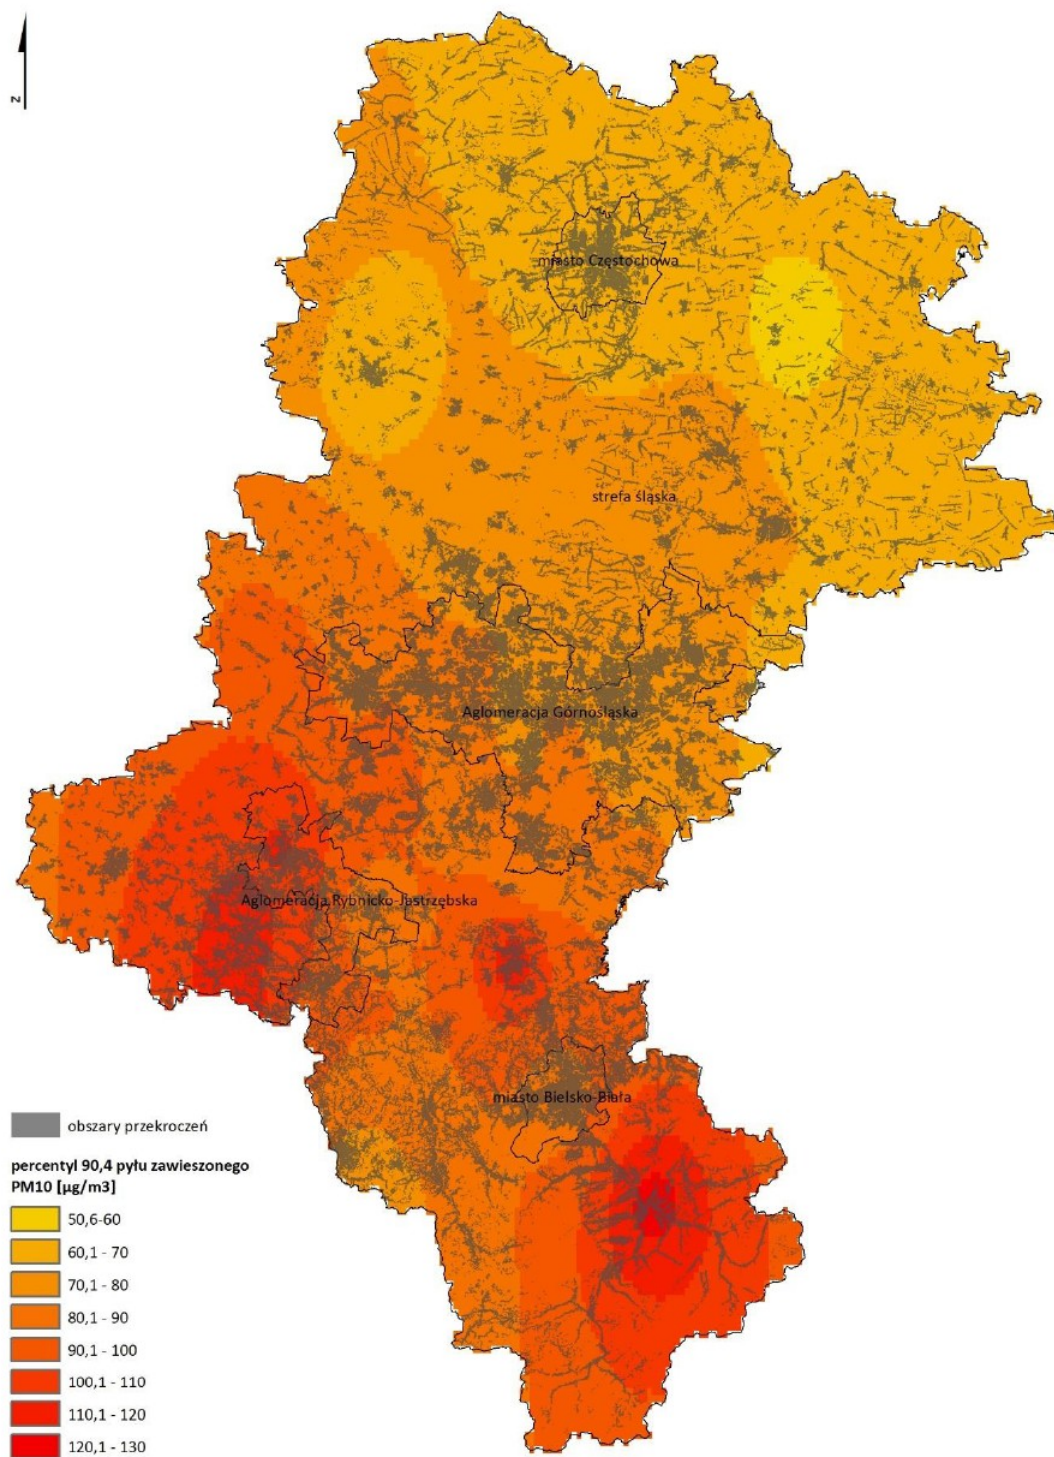 N
miasto Częstochowa
strefa śląska
Aglomeracja Górnośląska
Aglomeracja Rybnicko-Jastrzębska
miasto Bielsko-Biała
obszary przekroczeń
percentyl 90,4 pyłu zawieszonego
PM10 [µg/m3]
50,6-60
60,1 - 70
70,1 - 80
80,1 - 90
90,1 - 100
100,1 - 110
110,1 - 120
120,1 - 130